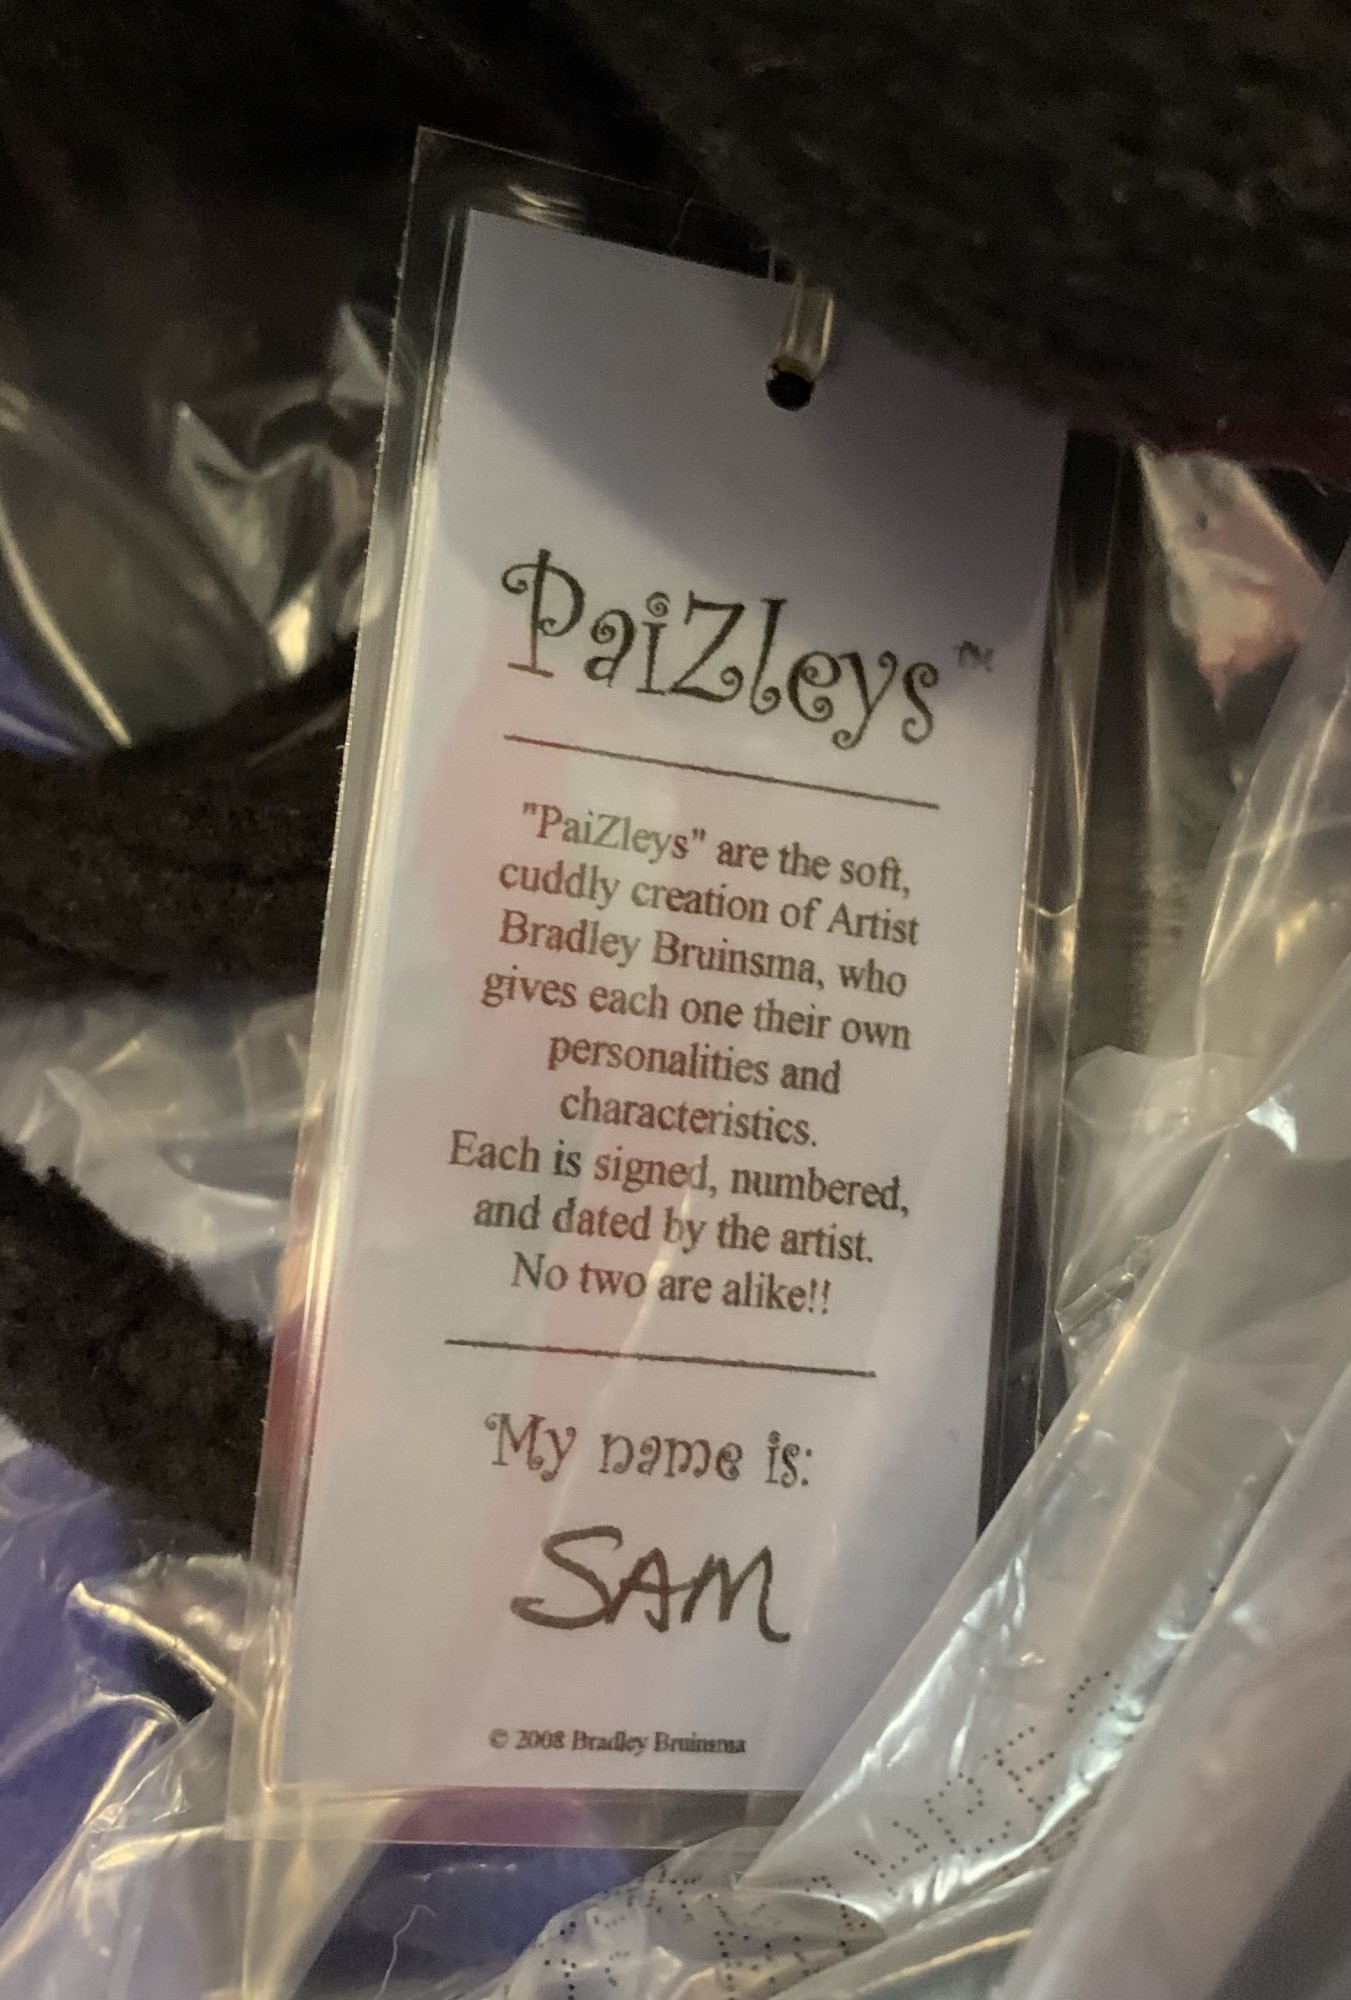 PaiZleys™
"PaiZleys" are the soft,
cuddly creation of Artist
Bradley Bruinsma, who
gives each one their own
personalities and
characteristics.
Each is signed, numbered,
and dated by the artist.
No two are alike!!
My name is:
SAM
© 2008 Bradley Bruinsma